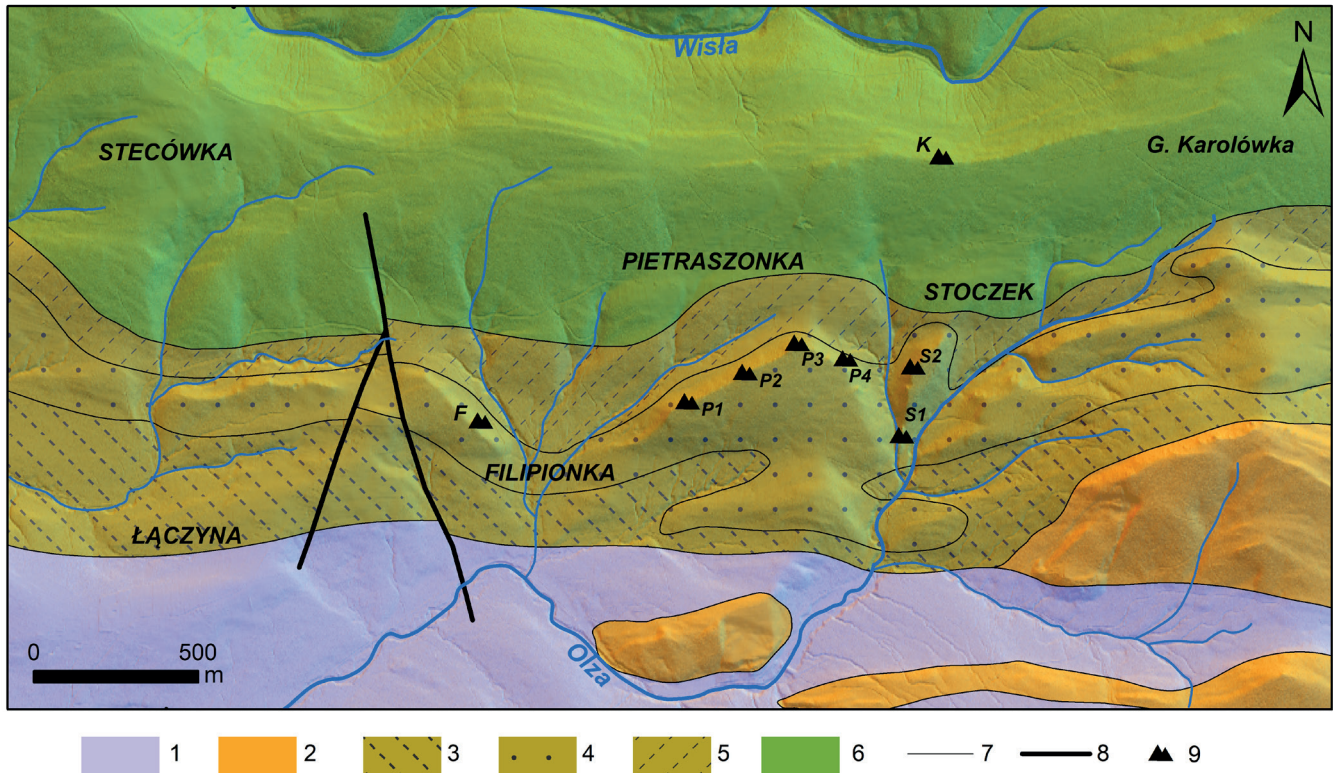 Wisła
N
STECÓWKA
K
G. Karolówka
PIETRASZONKA
STOCZEK
P3
P4
S2
P2
P1
F
S1
FILIPIONKA
ŁĄCZYNA
0 500
m
Olza
1 2 3 4 5 6 7 8 9